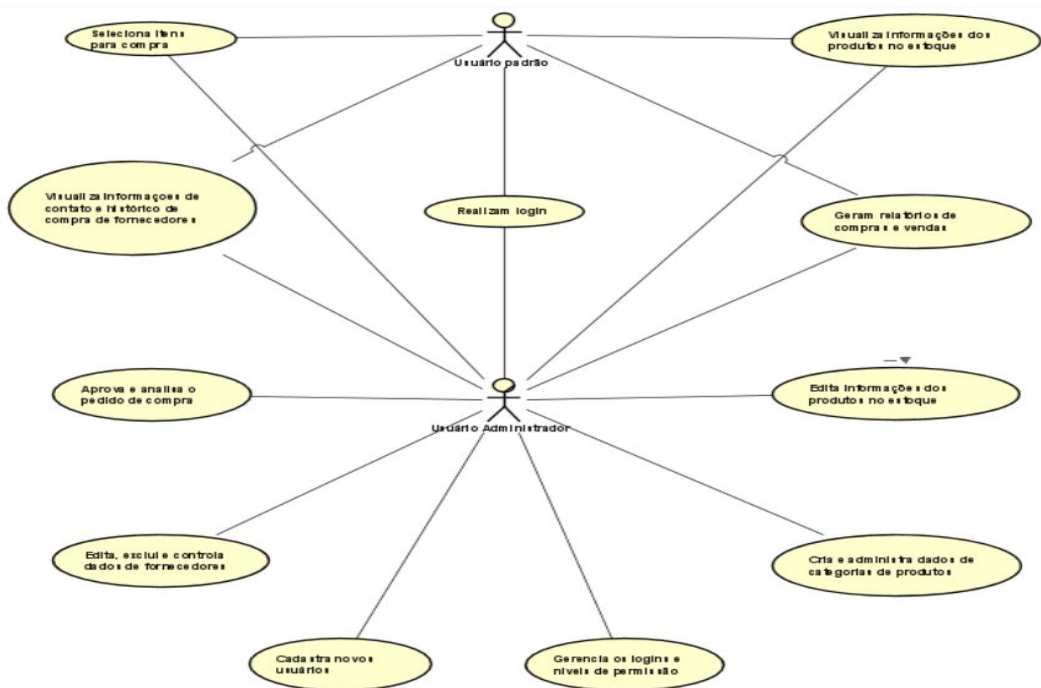 Seleciona itens
para compra
Usuário padrão
Visualiza informações dos
produtos no estoque
Visualiza informaçoes de
contato e histórico de
compra de fornecedores
Realizam login
Geram relatórios de
compras e vendas
Aprova e analisa o
pedido de compra
Usuário Administrador
Edita informações dos
produtos no estoque
Edita, exclui e controla
dados de fornecedores
Cria e administra dados de
categorias de produtos
Cadastra novos
usuários
Gerencia os logins e
níveis de permissão